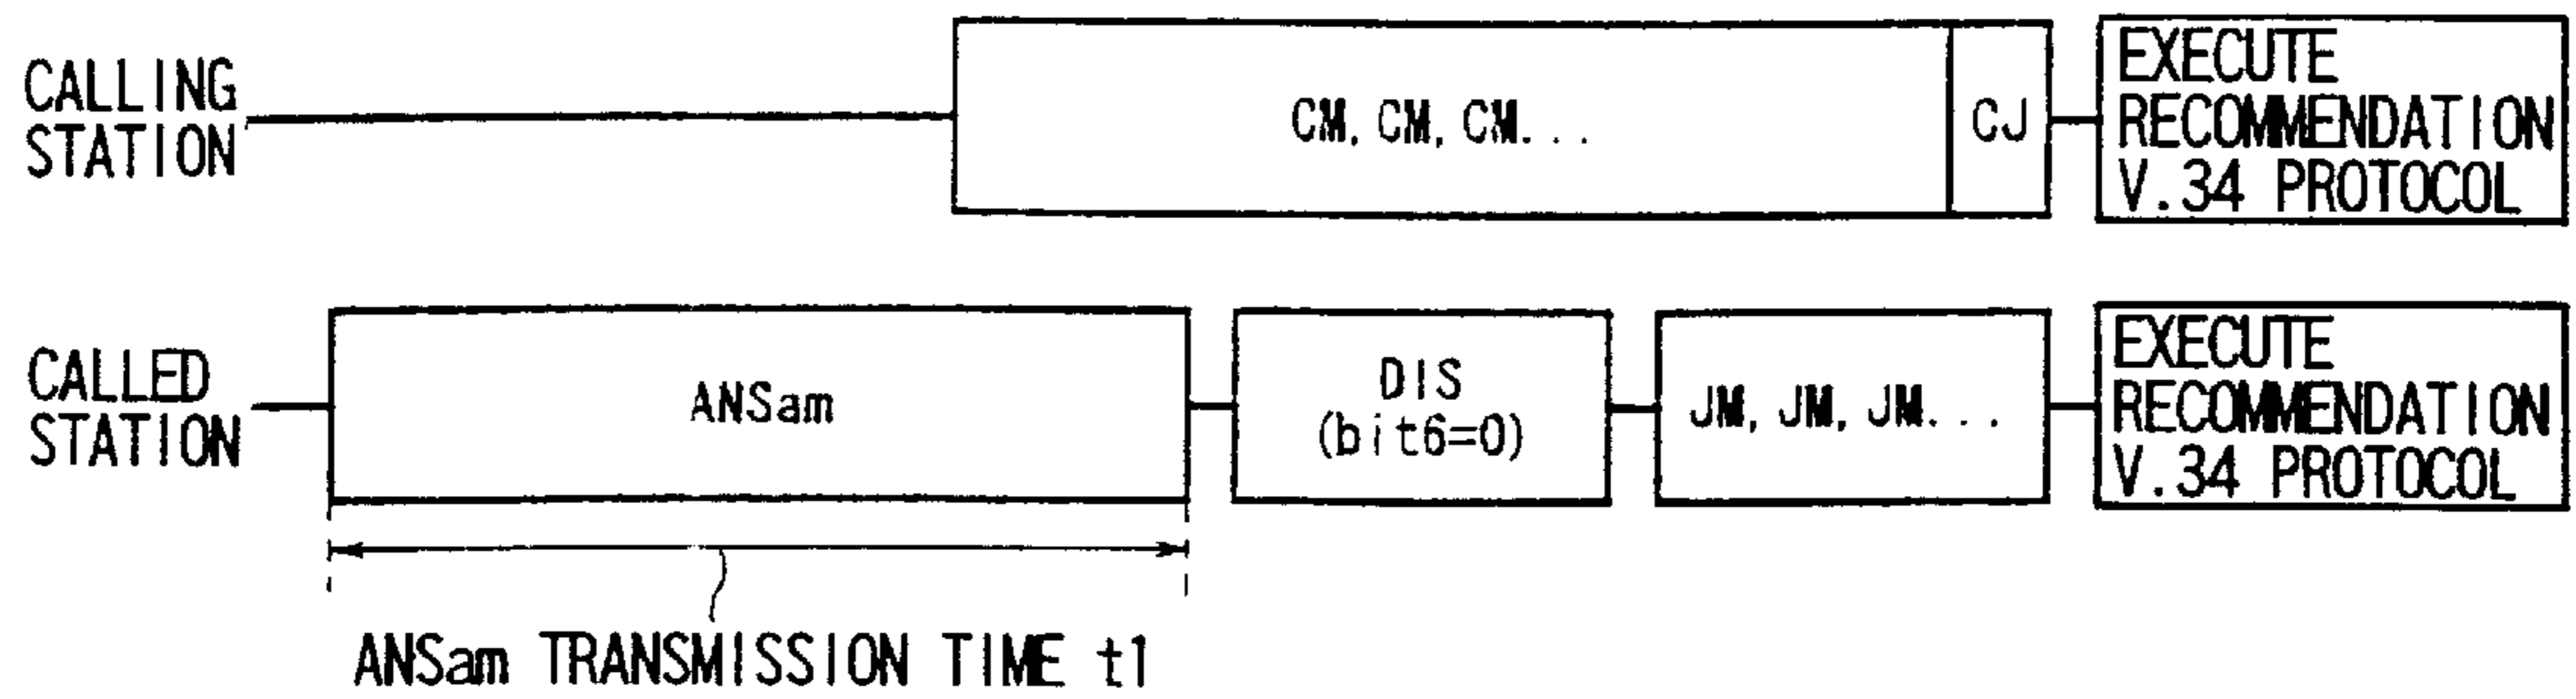 CALLING
STATION
CM, CM, CM...
CJ
EXECUTE
RECOMMENDATION
V.34 PROTOCOL
CALLED
STATION
ANSam
DIS
(bit6=0)
JM, JM, JM...
EXECUTE
RECOMMENDATION
V.34 PROTOCOL
ANSam TRANSMISSION TIME t1